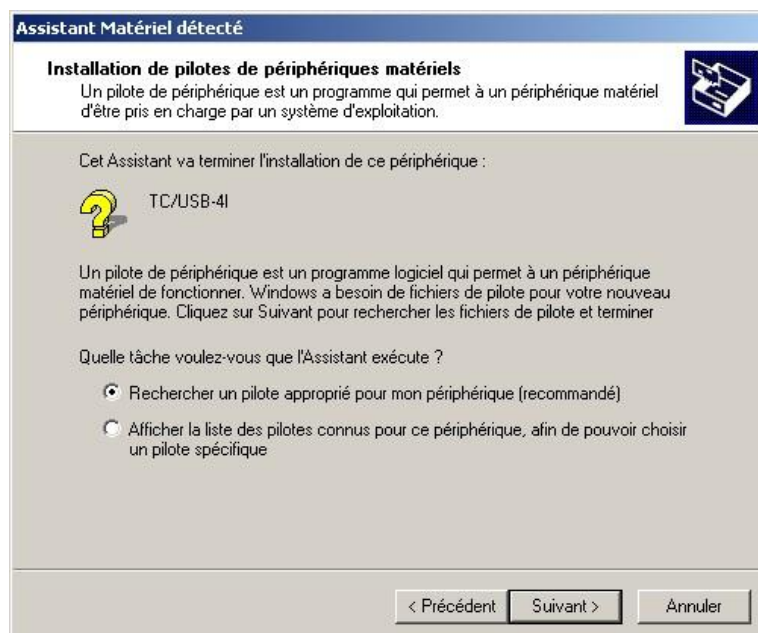 Assistant Matériel détecté
Installation de pilotes de périphériques matériels
Un pilote de périphérique est un programme qui permet à un périphérique matériel
d'être pris en charge par un système d'exploitation.
Cet Assistant va terminer l'installation de ce périphérique :
TC/USB-4I
Un pilote de périphérique est un programme logiciel qui permet à un périphérique
matériel de fonctionner. Windows a besoin de fichiers de pilote pour votre nouveau
périphérique. Cliquez sur Suivant pour rechercher les fichiers de pilote et terminer
Quelle tâche voulez-vous que l'Assistant exécute ?
Rechercher un pilote approprié pour mon périphérique (recommandé)
Afficher la liste des pilotes connus pour ce périphérique, afin de pouvoir choisir
un pilote spécifique
< Précédent Suivant > Annuler